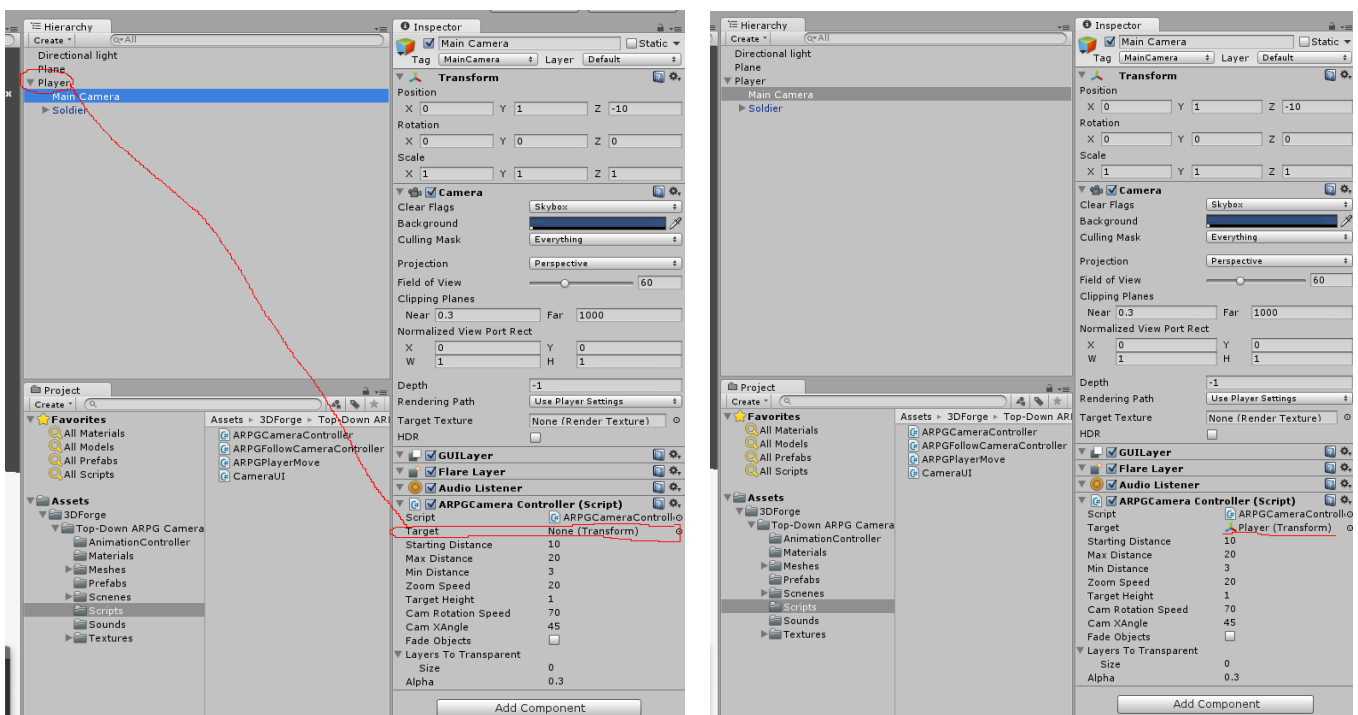 Hierarchy
Create
All
Directional light
Plane
Player
Main Camera
Soldier
Project
Create
Favorites
All Materials
All Models
All Prefabs
All Scripts
Assets
3DForge
Top-Down ARPG Camera
AnimationController
Materials
Meshes
Prefabs
Scnenes
Scripts
Sounds
Textures
Assets 3DForge Top-Down ARI
ARPGCameraController
ARPGFollowCameraController
ARPGPlayerMove
CameraUI
Inspector
Main Camera Static
Tag MainCamera Layer Default
Transform
Position
X 0 Y 1 Z -10
Rotation
X 0 Y 0 Z 0
Scale
X 1 Y 1 Z 1
Camera
Clear Flags Skybox
Background
Culling Mask Everything
Projection Perspective
Field of View 60
Clipping Planes
Near 0.3 Far 1000
Normalized View Port Rect
X 0 Y 0
W 1 H 1
Depth -1
Rendering Path Use Player Settings
Target Texture None (Render Texture)
HDR
GUILayer
Flare Layer
Audio Listener
ARPGCamera Controller (Script)
Script ARPGCameraControll
Target None (Transform)
Starting Distance 10
Max Distance 20
Min Distance 3
Zoom Speed 20
Target Height 1
Cam Rotation Speed 70
Cam XAngle 45
Fade Objects
Layers To Transparent
Size 0
Alpha 0.3
Add Component
Hierarchy
Create
All
Directional light
Plane
Player
Main Camera
Soldier
Project
Create
Favorites
All Materials
All Models
All Prefabs
All Scripts
Assets
3DForge
Top-Down ARPG Camera
AnimationController
Materials
Meshes
Prefabs
Scnenes
Scripts
Sounds
Textures
Assets 3DForge Top-Down ARI
ARPGCameraController
ARPGFollowCameraController
ARPGPlayerMove
CameraUI
Inspector
Main Camera Static
Tag MainCamera Layer Default
Transform
Position
X 0 Y 1 Z -10
Rotation
X 0 Y 0 Z 0
Scale
X 1 Y 1 Z 1
Camera
Clear Flags Skybox
Background
Culling Mask Everything
Projection Perspective
Field of View 60
Clipping Planes
Near 0.3 Far 1000
Normalized View Port Rect
X 0 Y 0
W 1 H 1
Depth -1
Rendering Path Use Player Settings
Target Texture None (Render Texture)
HDR
GUILayer
Flare Layer
Audio Listener
ARPGCamera Controller (Script)
Script ARPGCameraControll
Target Player (Transform)
Starting Distance 10
Max Distance 20
Min Distance 3
Zoom Speed 20
Target Height 1
Cam Rotation Speed 70
Cam XAngle 45
Fade Objects
Layers To Transparent
Size 0
Alpha 0.3
Add Component